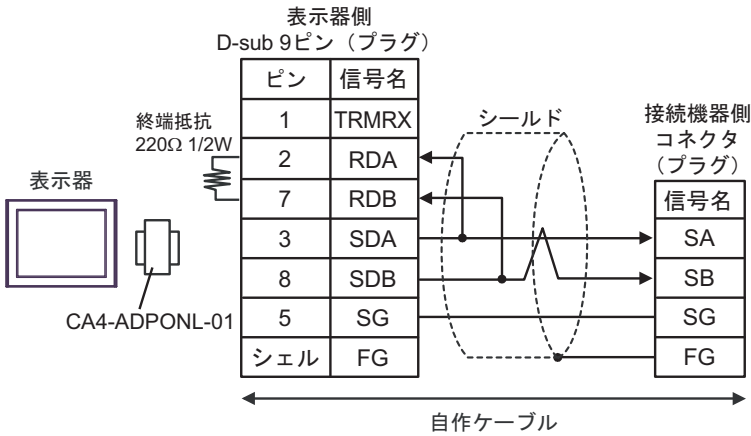 表示器側
D-sub 9ピン（プラグ）
ピン 信号名
1 TRMRX
2 RDA
7 RDB
3 SDA
8 SDB
5 SG
シェル FG
終端抵抗
220Ω 1/2W
表示器
CA4-ADPONL-01
シールド
接続機器側
コネクタ
（プラグ）
信号名
SA
SB
SG
FG
自作ケーブル